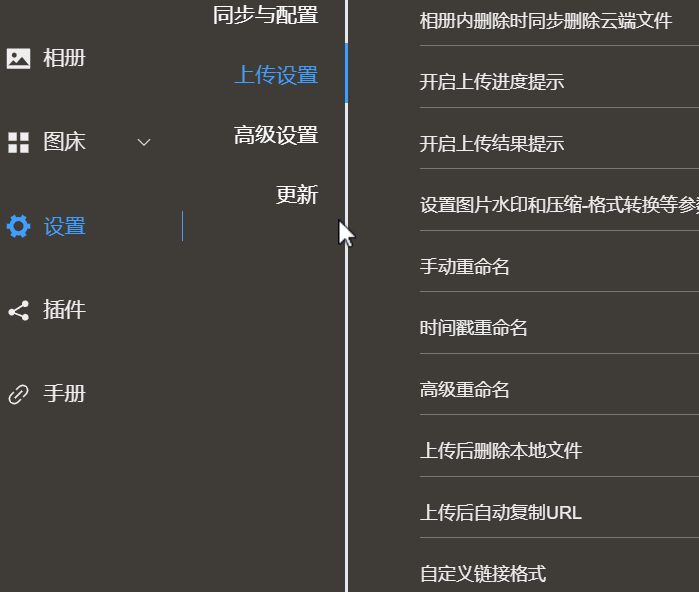 相册
图床
设置
插件
手册
同步与配置
上传设置
高级设置
更新
相册内删除时同步删除云端文件
开启上传进度提示
开启上传结果提示
设置图片水印和压缩-格式转换等参数
手动重命名
时间戳重命名
高级重命名
上传后删除本地文件
上传后自动复制URL
自定义链接格式